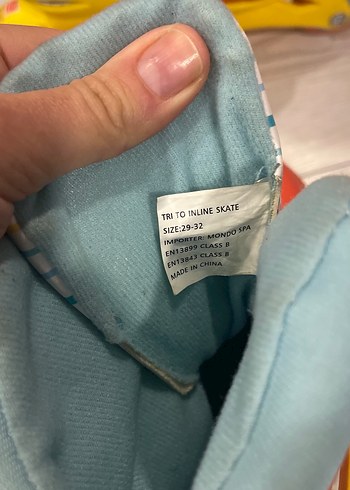 TRI TO INLINE SKATE
SIZE:29-32
IMPORTER: MONDO SPA
EN13899 CLASS B
EN13843 CLASS B
MADE IN CHINA